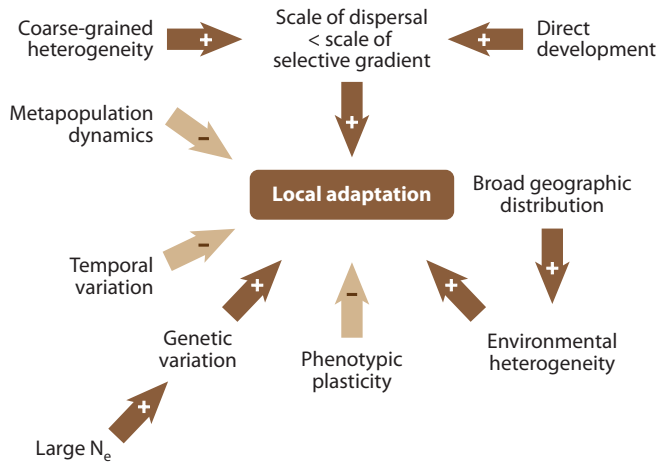 Coarse-grained
heterogeneity
+
Scale of dispersal
< scale of
selective gradient
+
Direct
development
+
Metapopulation
dynamics
−
Local adaptation
Broad geographic
distribution
+
Temporal
variation
−
Genetic
variation
+
Phenotypic
plasticity
−
Environmental
heterogeneity
+
Large Nₑ
+